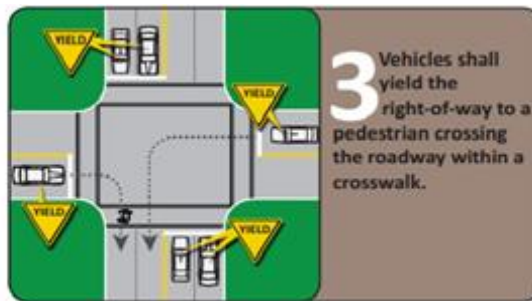 YIELD
YIELD
YIELD
YIELD
3 Vehicles shall
yield the
right-of-way to a
pedestrian crossing
the roadway within a
crosswalk.